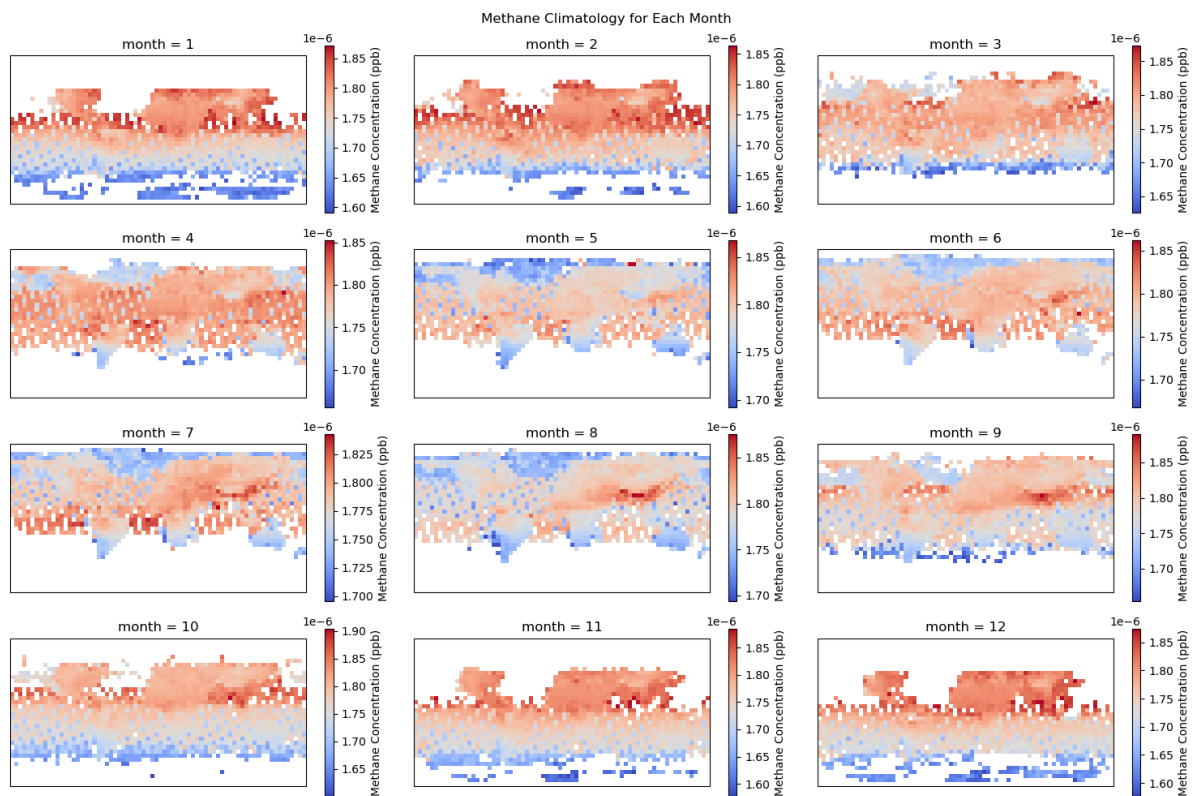 Methane Climatology for Each Month
month = 1
1e−6
1.85
1.80
1.75
1.70
1.65
1.60
Methane Concentration (ppb)
month = 2
1e−6
1.85
1.80
1.75
1.70
1.65
1.60
Methane Concentration (ppb)
month = 3
1e−6
1.85
1.80
1.75
1.70
1.65
Methane Concentration (ppb)
month = 4
1e−6
1.85
1.80
1.75
1.70
Methane Concentration (ppb)
month = 5
1e−6
1.85
1.80
1.75
1.70
Methane Concentration (ppb)
month = 6
1e−6
1.85
1.80
1.75
1.70
Methane Concentration (ppb)
month = 7
1e−6
1.825
1.800
1.775
1.750
1.725
1.700
Methane Concentration (ppb)
month = 8
1e−6
1.85
1.80
1.75
1.70
Methane Concentration (ppb)
month = 9
1e−6
1.85
1.80
1.75
1.70
Methane Concentration (ppb)
month = 10
1e−6
1.90
1.85
1.80
1.75
1.70
1.65
Methane Concentration (ppb)
month = 11
1e−6
1.85
1.80
1.75
1.70
1.65
1.60
Methane Concentration (ppb)
month = 12
1e−6
1.85
1.80
1.75
1.70
1.65
1.60
Methane Concentration (ppb)